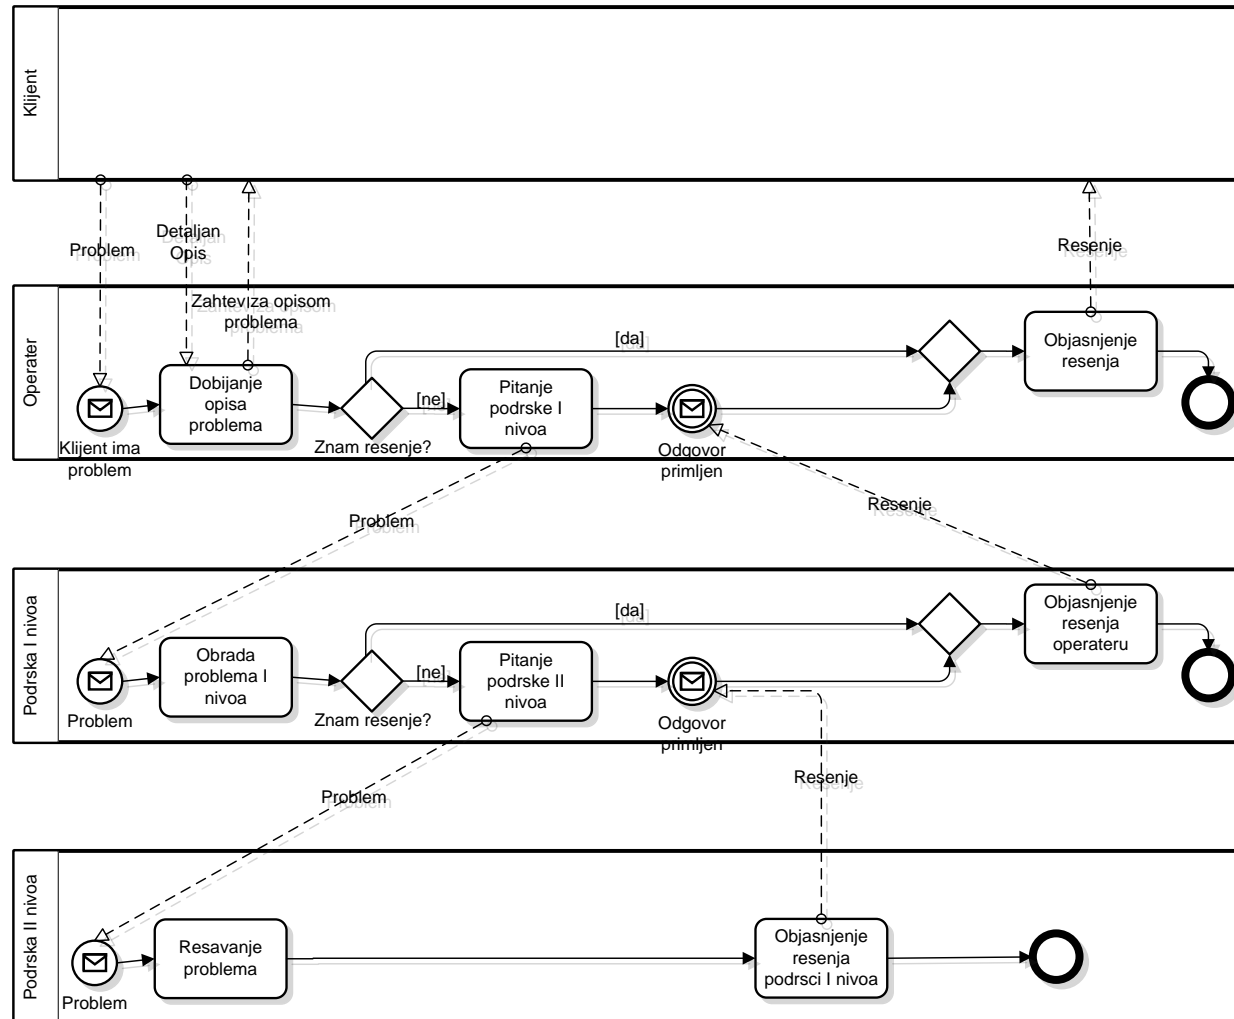 Klijent
Problem
Detaljan
Opis
Resenje
Operater
Zahtev za opisom
problema
[da]
Objasnjenje
resenja
Dobijanje
opisa
problema
[ne]
Pitanje
podrske I
nivoa
Klijent ima
problem
Znam resenje?
Odgovor
primljen
Problem
Resenje
Podrska I nivoa
[da]
Objasnjenje
resenja
operateru
Obrada
problema I
nivoa
[ne]
Pitanje
podrske II
nivoa
Problem
Znam resenje?
Odgovor
primljen
Problem
Resenje
Podrska II nivoa
Resavanje
problema
Objasnjenje
resenja
podrsci I nivoa
Problem